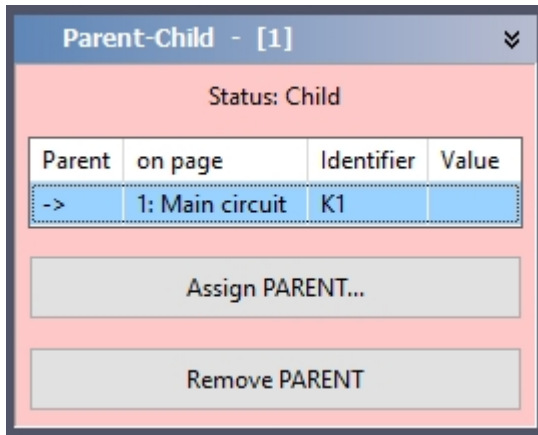 Parent-Child - [1]
Status: Child
Parent on page Identifier Value
-> 1: Main circuit K1
Assign PARENT...
Remove PARENT